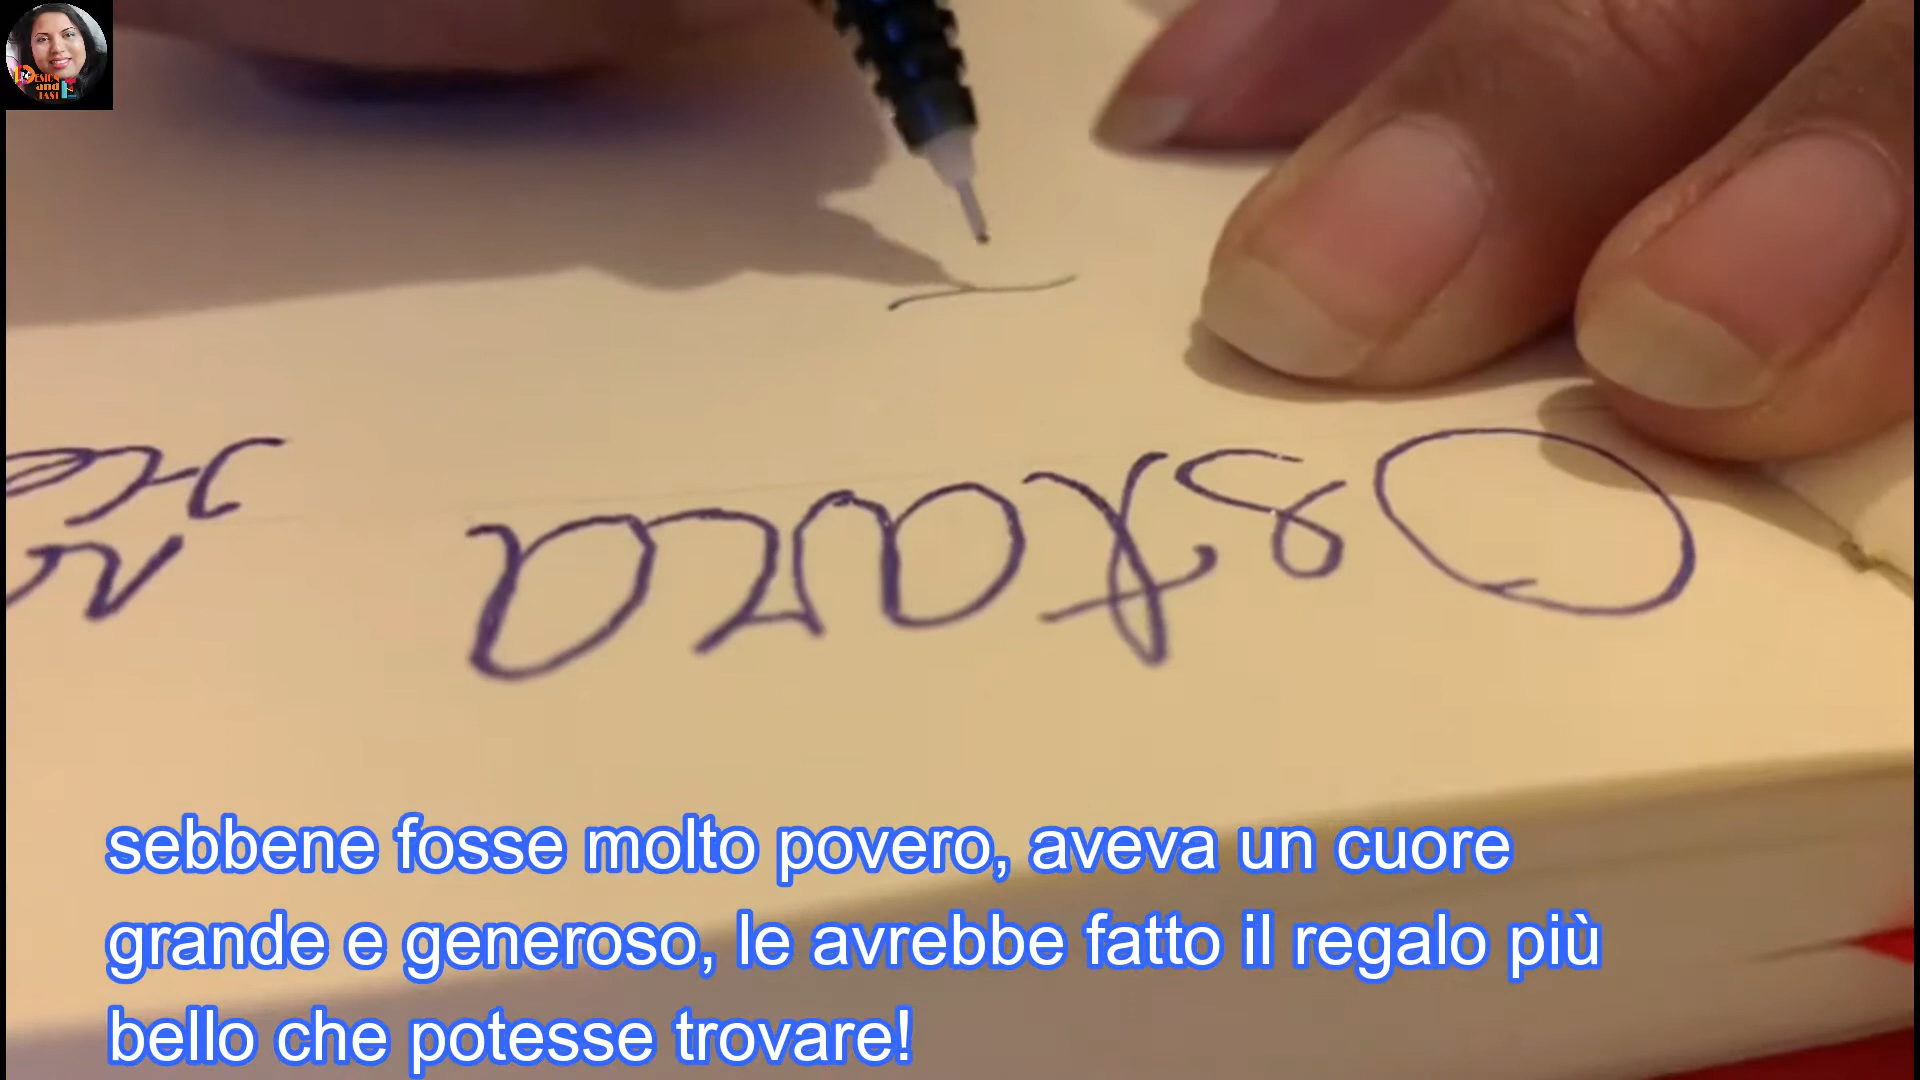 Ostara
sebbene fosse molto povero, aveva un cuore
grande e generoso, le avrebbe fatto il regalo più
bello che potesse trovare!